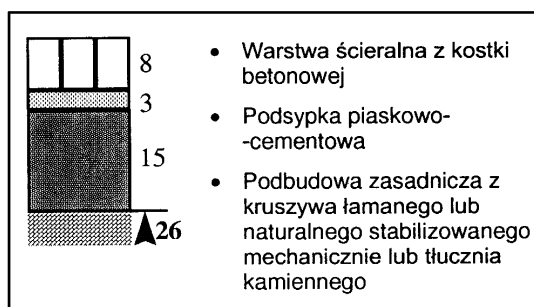 8
3
15
26
• Warstwa ścieralna z kostki
betonowej
• Podsypka piaskowo-
-cementowa
• Podbudowa zasadnicza z
kruszywa łamanego lub
naturalnego stabilizowanego
mechanicznie lub tłucznia
kamiennego